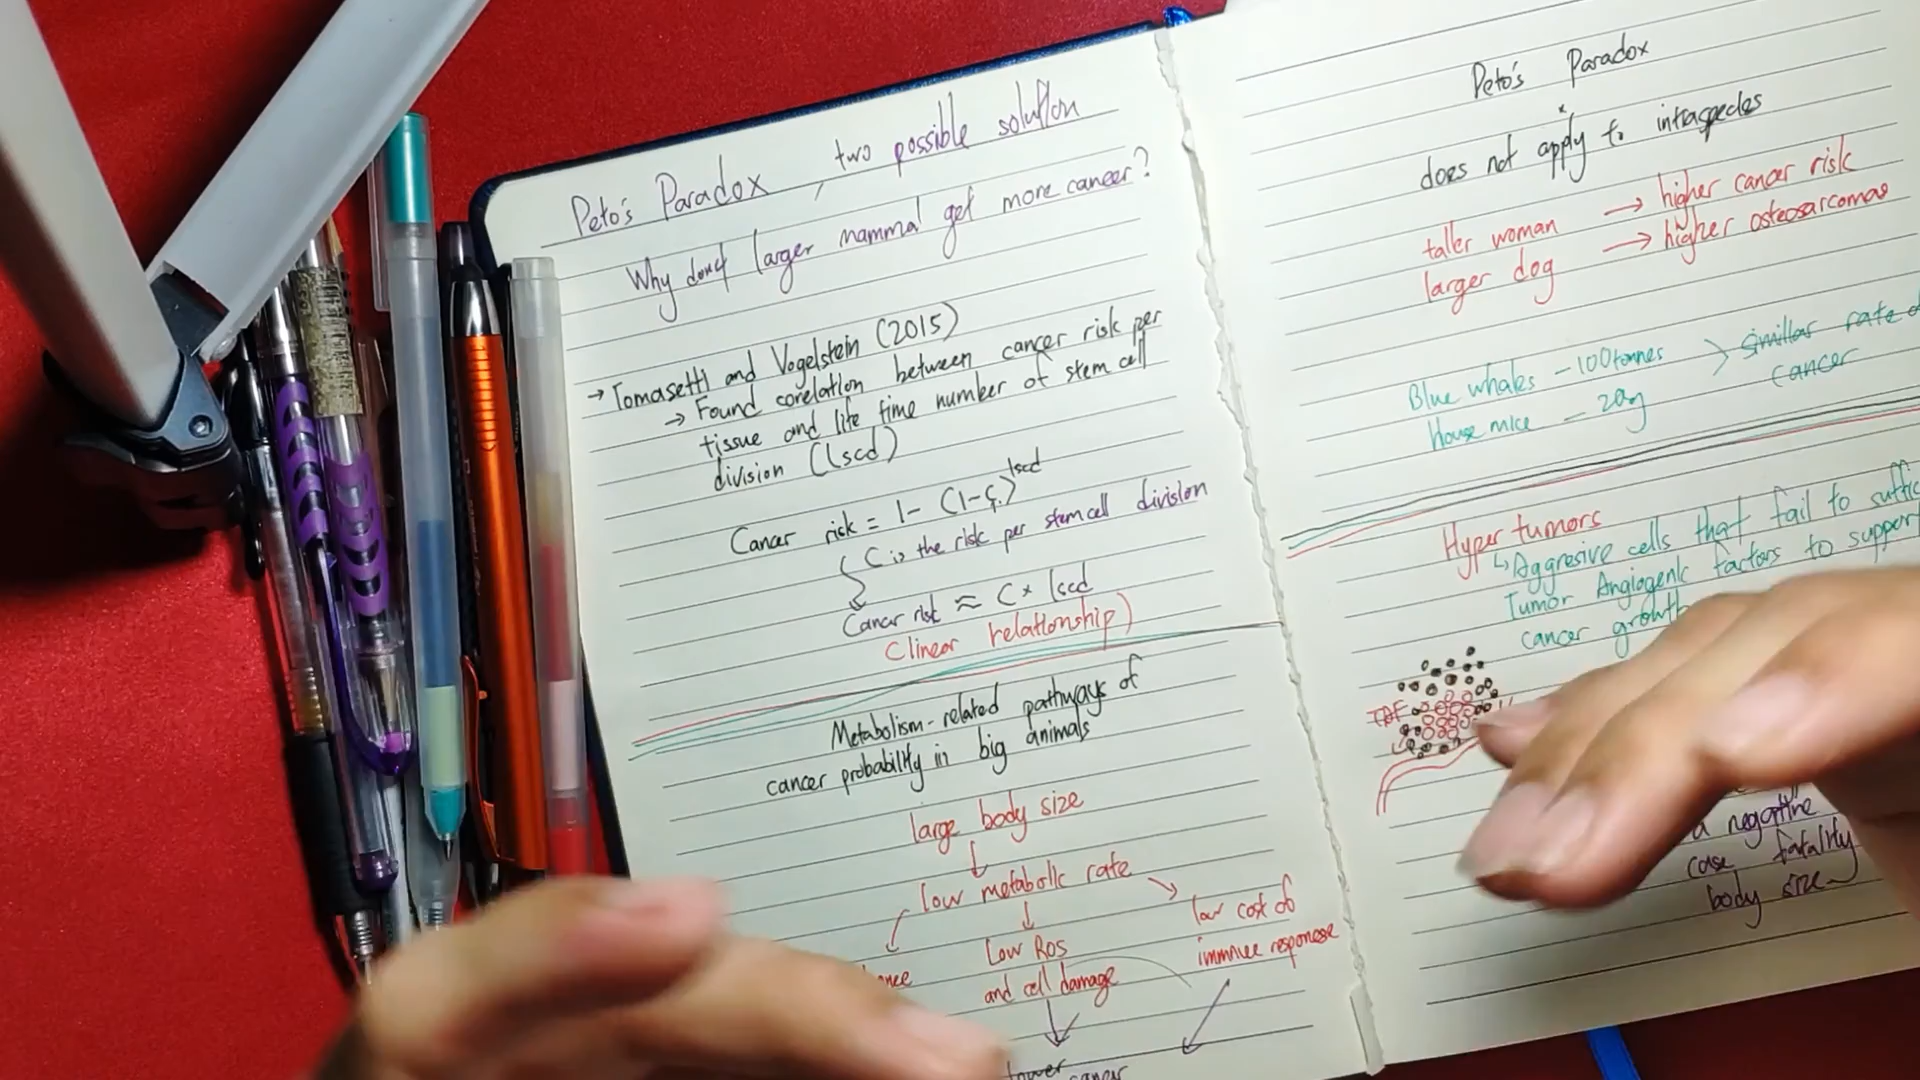 Peto's Paradox, two possible solution
Why don't larger mammal get more cancer?
→ Tomasetti and Vogelstein (2015)
→ Found corelation between cancer risk per
tissue and life time number of stem cell
division (lscd)
Cancer risk = 1- (1-c)^lscd
C is the risk per stem cell division
Cancer risk ≈ C × lscd
(linear relationship)
Metabolism-related pathways of
cancer probability in big animals
large body size
↓
low metabolic rate
Low ROS
and cell damage
low cost of
immnue response
lower
cancer
Peto's Paradox
does not apply to intraspecies
taller woman → higher cancer risk
larger dog → higher osteosarcomas
Blue whales - 100 tonnes
House mice - 20g
> similar rate
cancer
Hyper tumors
↳ Aggresive cells that fail to
Tumor Angiogenic factors to support
cancer growth
TAF
a negative
case fatality
body size